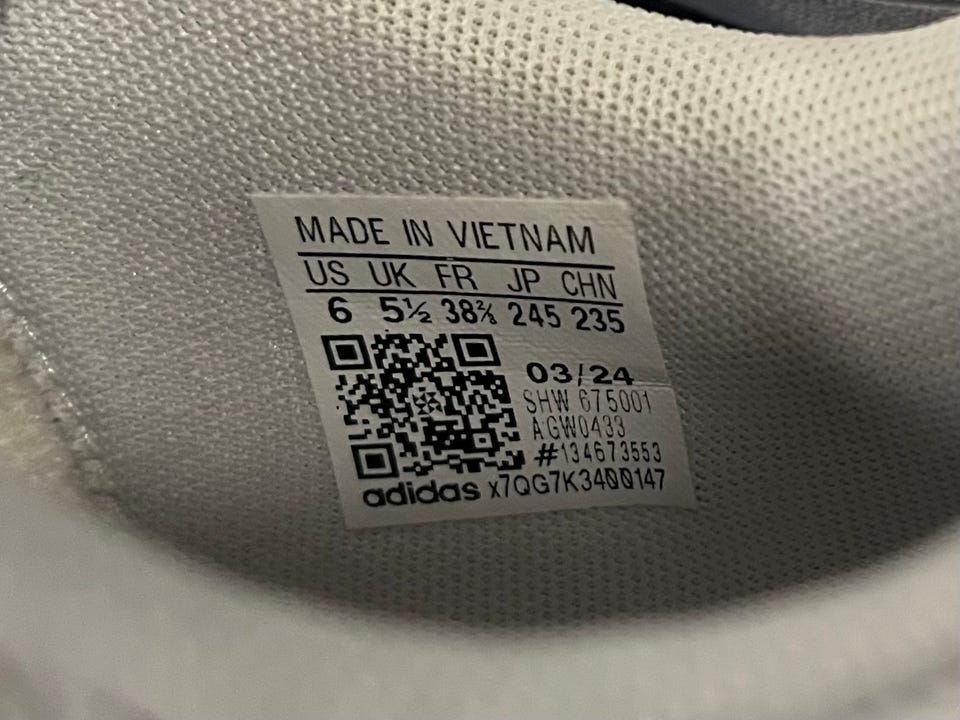 MADE IN VIETNAM
US UK FR JP CHN
6 5½ 38⅔ 245 235
03/24
SHW 675001
AGW0433
#134673553
adidas x7QG7K3400147